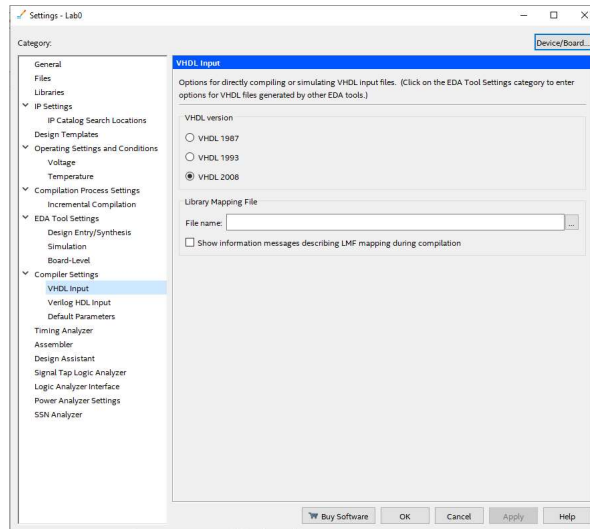 Settings - Lab0
Category:
Device/Board...
General
Files
Libraries
IP Settings
IP Catalog Search Locations
Design Templates
Operating Settings and Conditions
Voltage
Temperature
Compilation Process Settings
Incremental Compilation
EDA Tool Settings
Design Entry/Synthesis
Simulation
Board-Level
Compiler Settings
VHDL Input
Verilog HDL Input
Default Parameters
Timing Analyzer
Assembler
Design Assistant
Signal Tap Logic Analyzer
Logic Analyzer Interface
Power Analyzer Settings
SSN Analyzer
VHDL Input
Options for directly compiling or simulating VHDL input files. (Click on the EDA Tool Settings category to enter
options for VHDL files generated by other EDA tools.)
VHDL version
VHDL 1987
VHDL 1993
VHDL 2008
Library Mapping File
File name:
...
Show information messages describing LMF mapping during compilation
Buy Software
OK
Cancel
Apply
Help